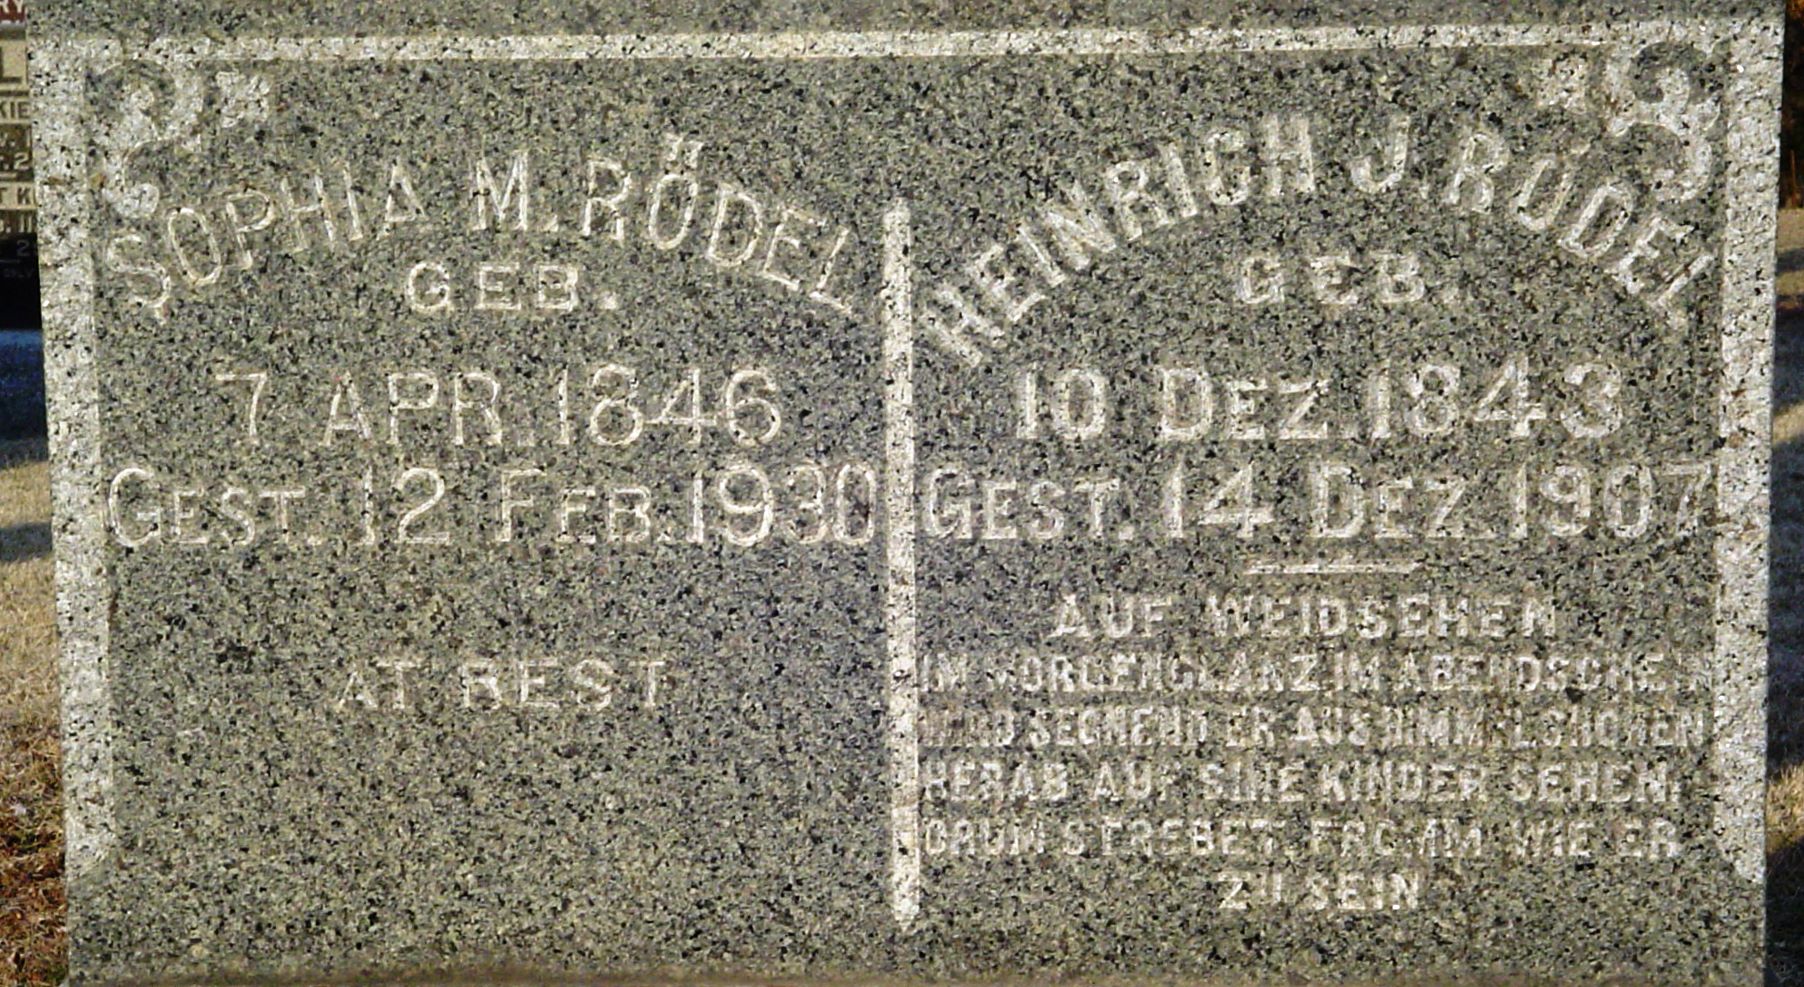 SOPHIA M. RÖDEL
GEB.
7 APR. 1846
GEST. 12 FEB. 1930
AT REST
HEINRICH J. RÖDEL
GEB.
10 DEZ. 1843
GEST. 14 DEZ. 1907
AUF WEIDSEHEN
IM MORGENGLANZ IM ABENDSCHEIN
WIRD SEGNEND ER AUS HIMMELSHOHEN
HERAB AUF SINE KINDER SEHEN,
DRUM STREBET, FROMM WIE ER
ZU SEIN